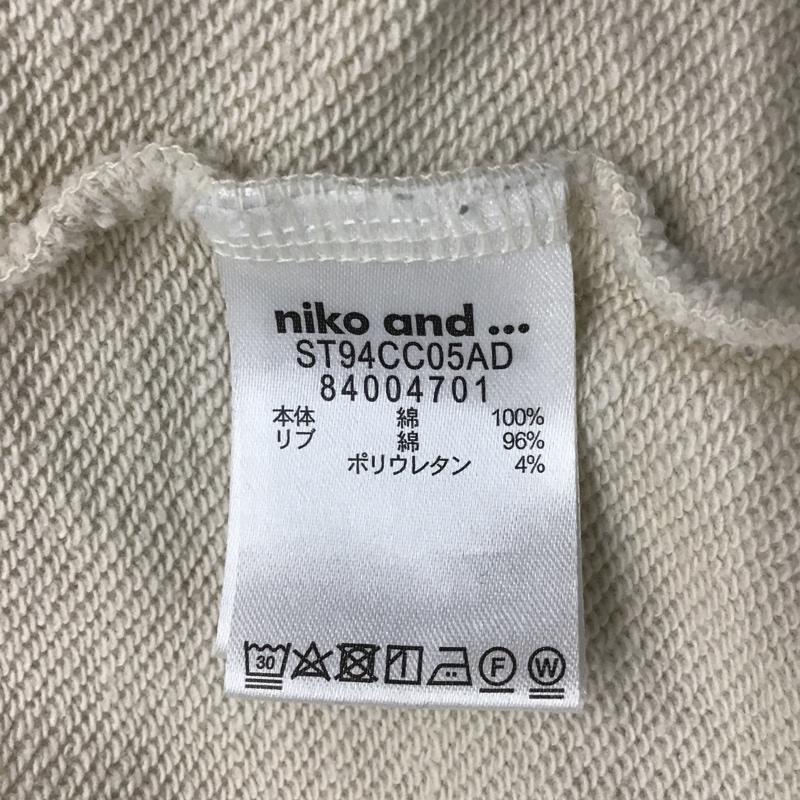 niko and ...
ST94CC05AD
84004701
本体 綿 100%
リブ 綿 96%
ポリウレタン 4%
30 F W